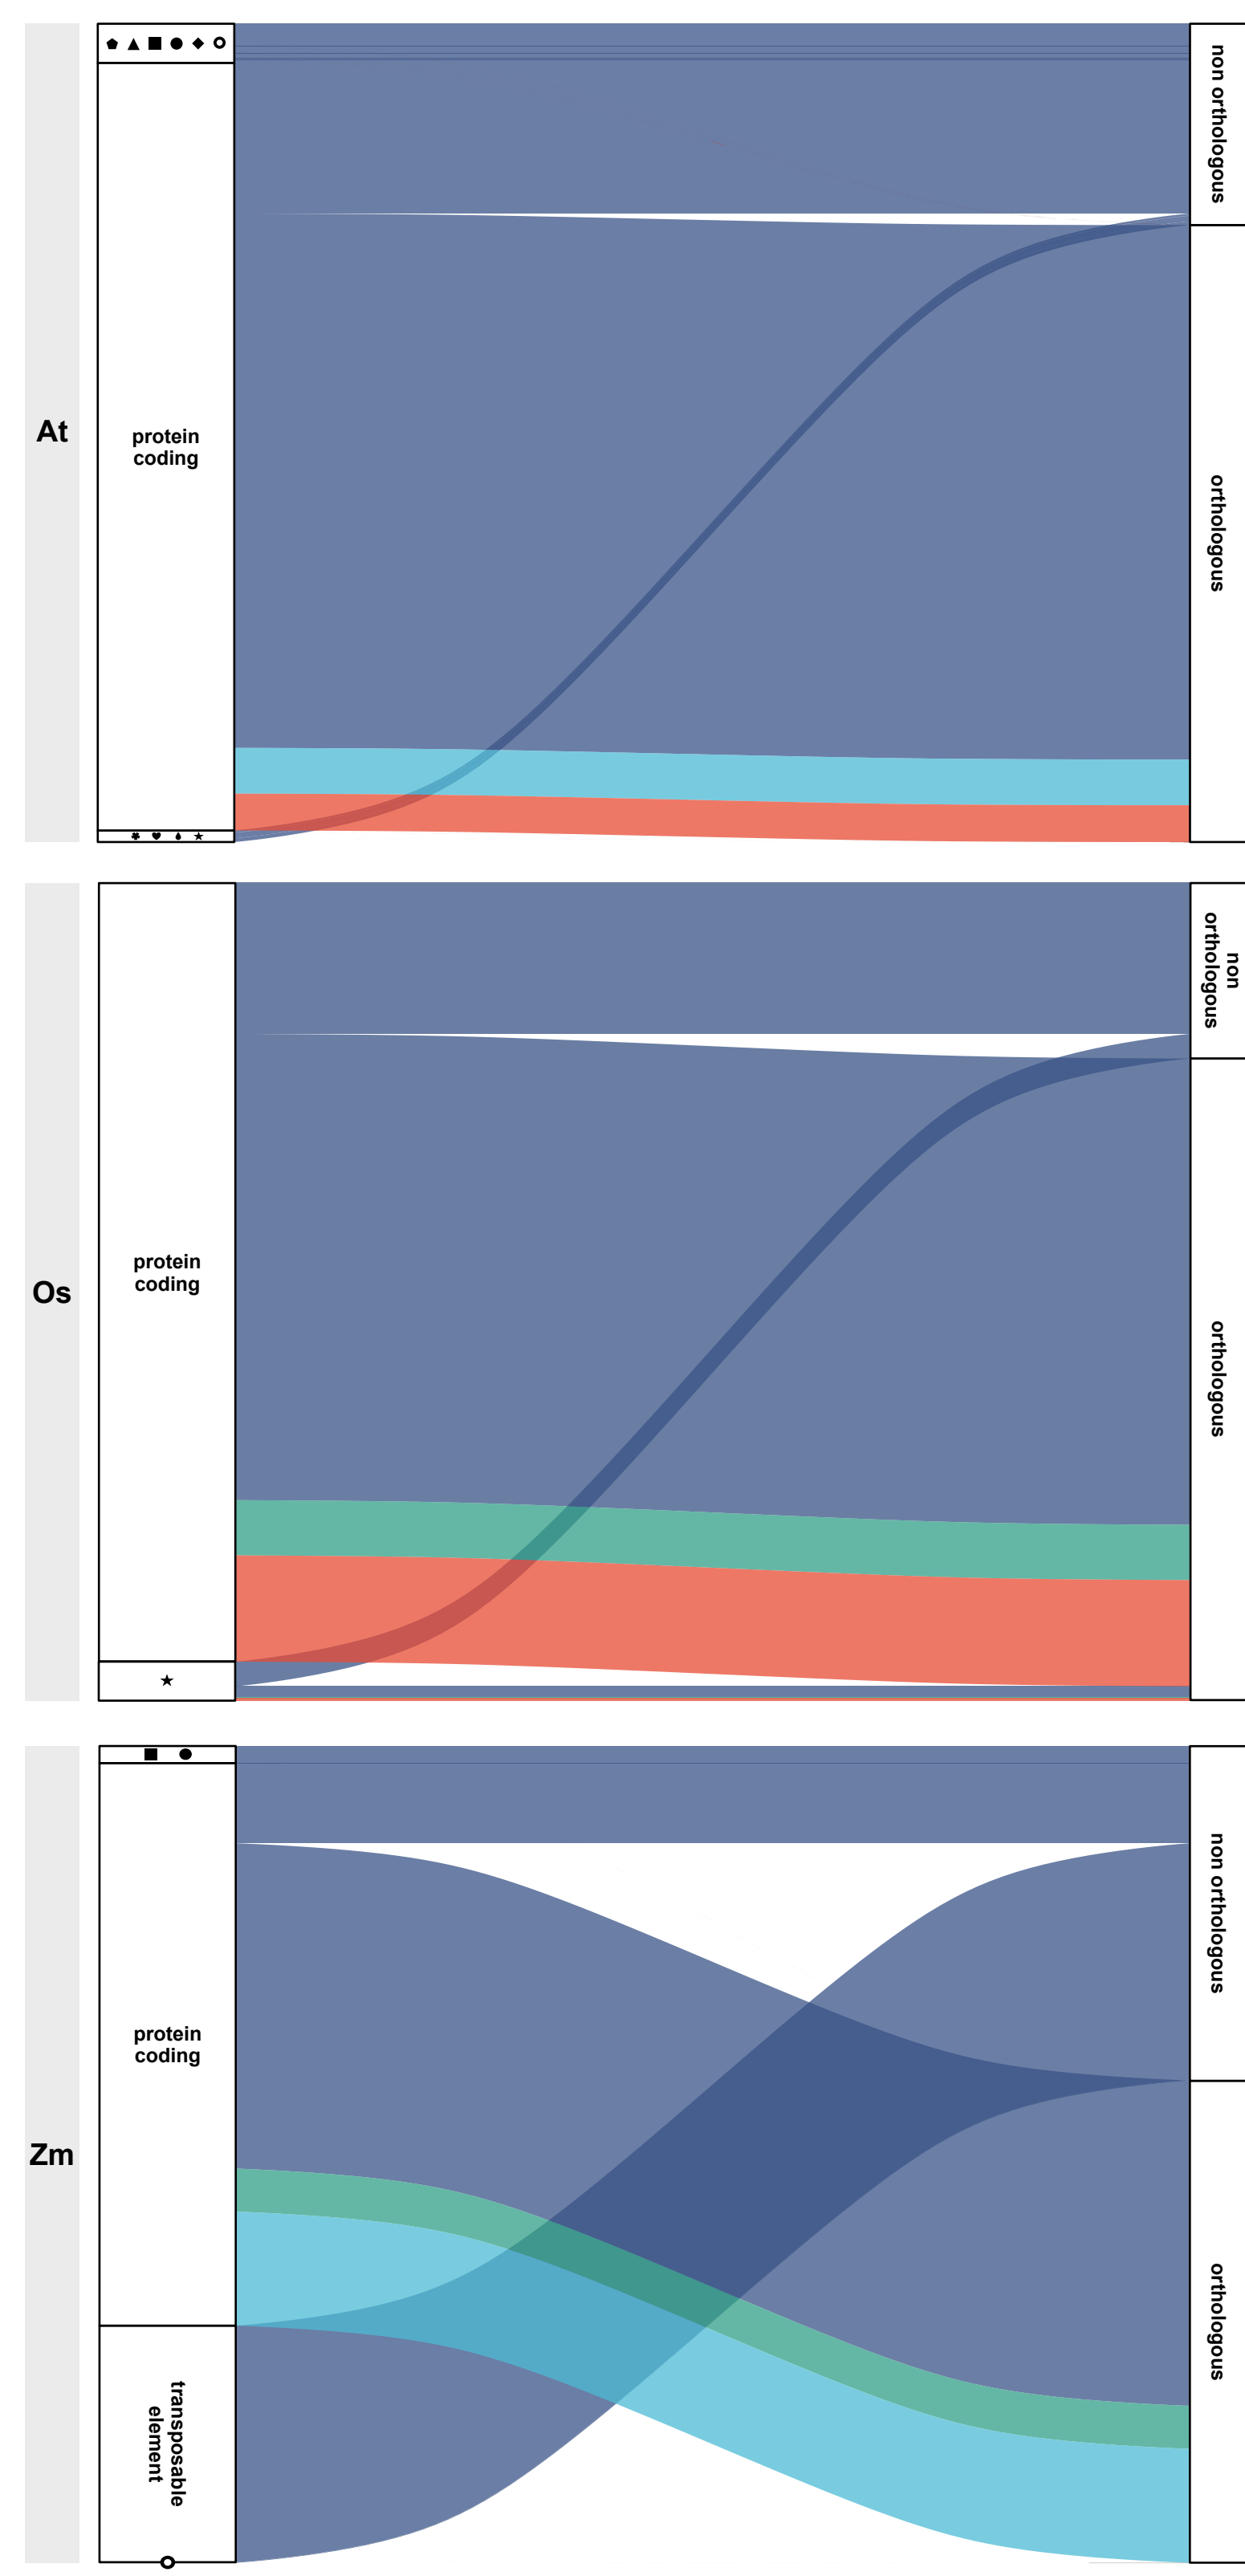 At
protein
coding
non orthologous
orthologous
Os
protein
coding
non
orthologous
orthologous
Zm
protein
coding
transposable
element
non orthologous
orthologous